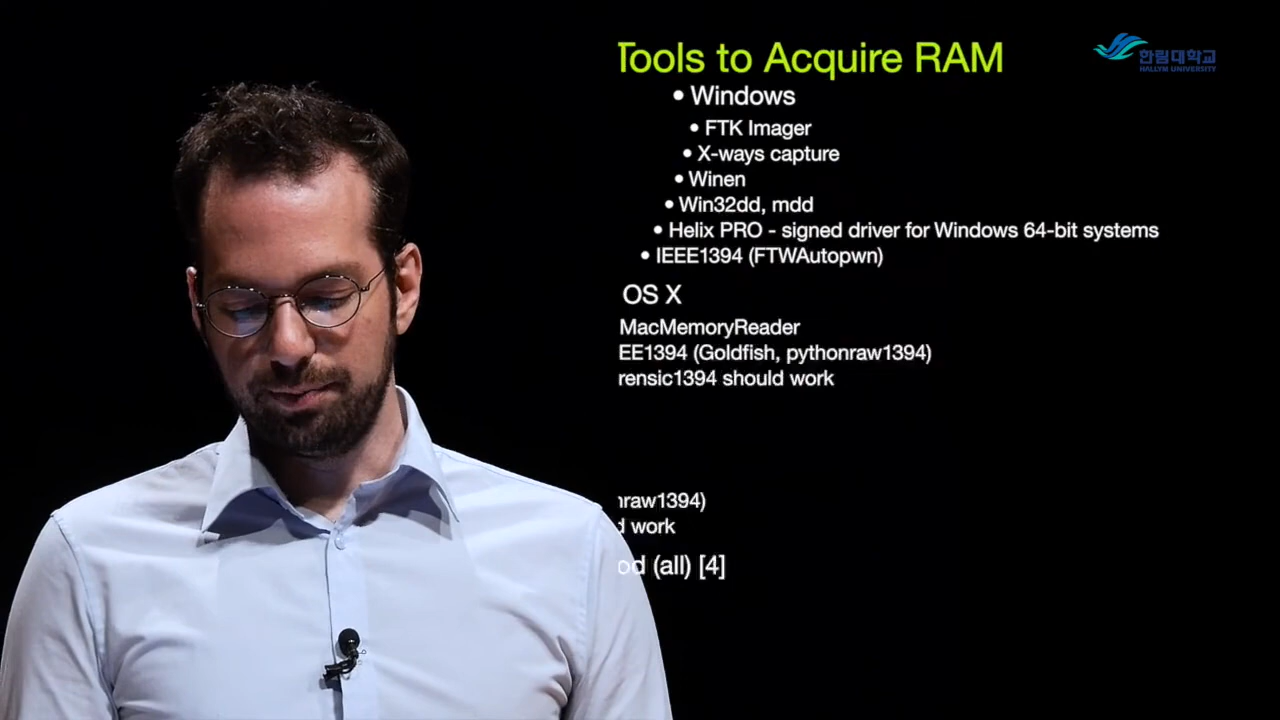 Tools to Acquire RAM
한림대학교
HALLYM UNIVERSITY
• Windows
• FTK Imager
• X-ways capture
• Winen
• Win32dd, mdd
• Helix PRO - signed driver for Windows 64-bit systems
• IEEE1394 (FTWAutopwn)
OS X
MacMemoryReader
EE1394 (Goldfish, pythonraw1394)
rensic1394 should work
raw1394)
work
(all) [4]